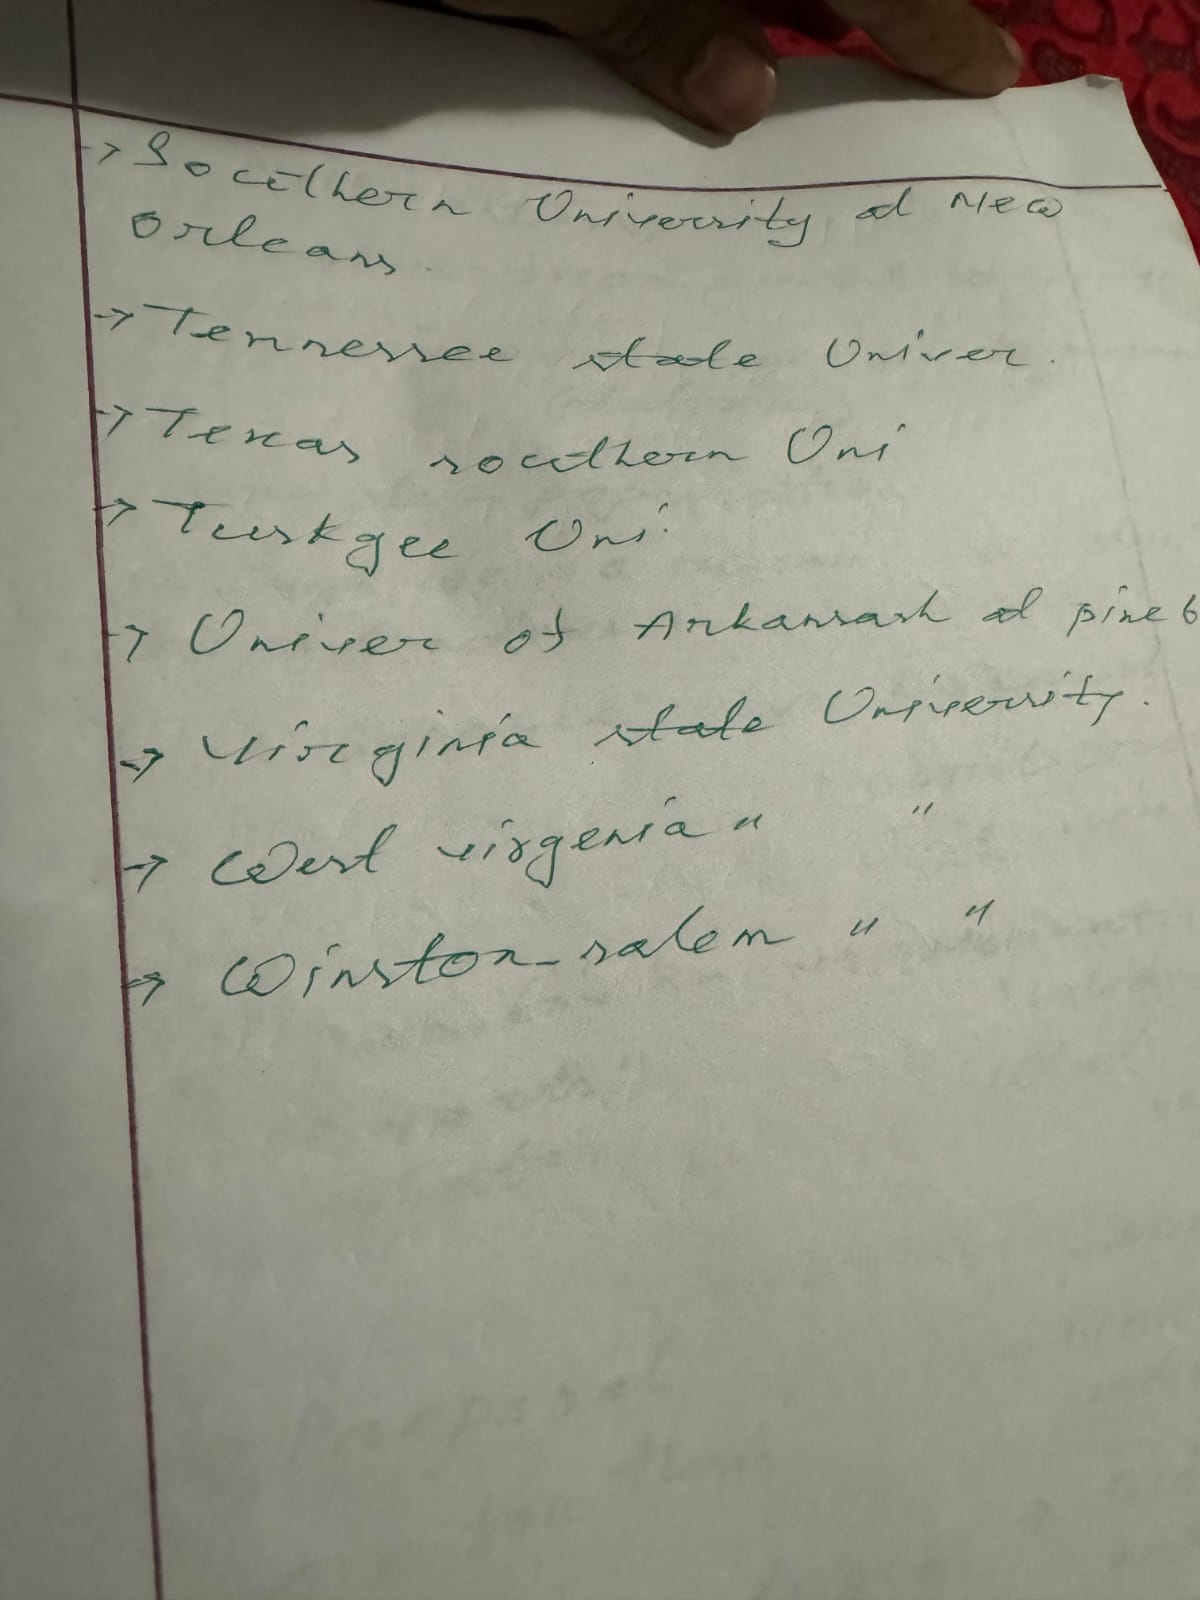 → Southern University at New
Orleans.
→ Tennessee state Univer.
→ Texas southern Uni
→ Tuskgee Uni.
→ Univer of Arkansash at pine b
→ Virginia state University.
→ West virgenia " "
→ Winston-salem " "